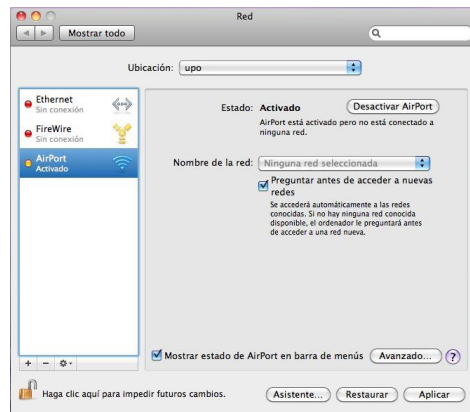 Red
Mostrar todo
Ubicación: upo
Ethernet
Sin conexión
FireWire
Sin conexión
AirPort
Activado
Estado: Activado
Desactivar AirPort
AirPort está activado pero no está conectado a
ninguna red.
Nombre de la red: Ninguna red seleccionada
Preguntar antes de acceder a nuevas
redes
Se accederá automáticamente a las redes
conocidas. Si no hay ninguna red conocida
disponible, el ordenador le preguntará antes
de acceder a una red nueva.
Mostrar estado de AirPort en barra de menús
Avanzado... ?
Haga clic aquí para impedir futuros cambios.
Asistente... Restaurar Aplicar